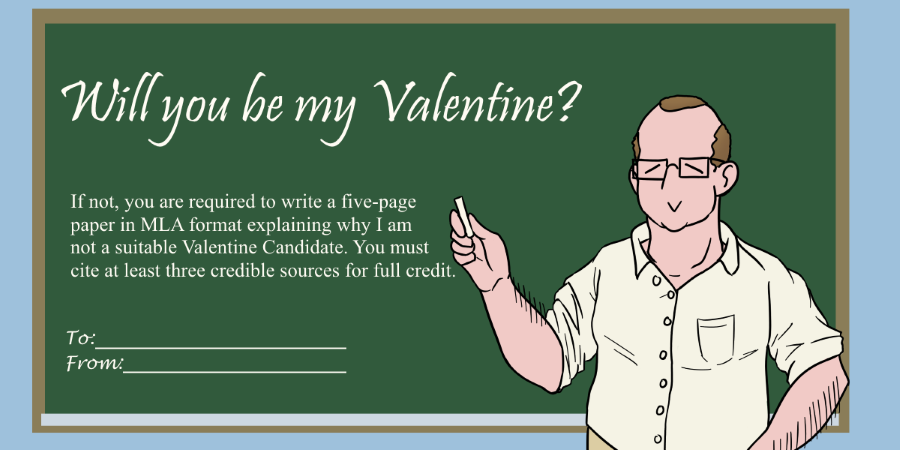 Will you be my Valentine?
If not, you are required to write a five-page
paper in MLA format explaining why I am
not a suitable Valentine Candidate. You must
cite at least three credible sources for full credit.
To:
From: